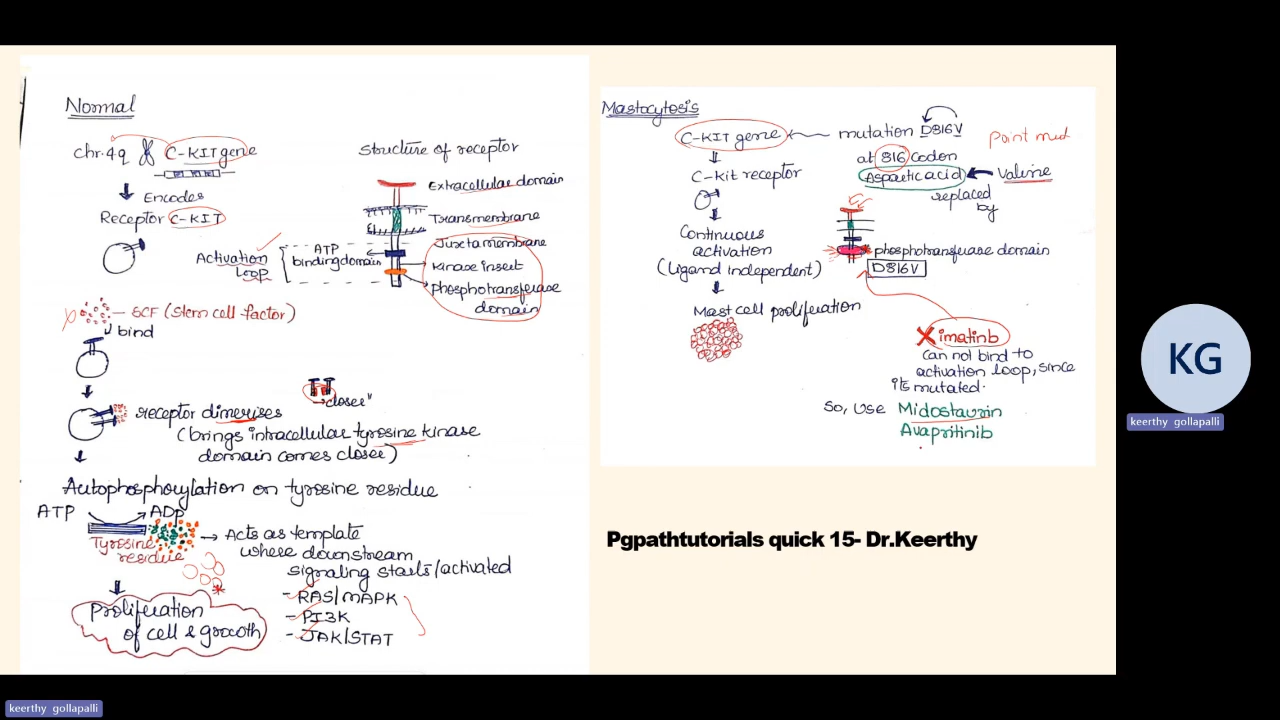 Normal
chr.4q C-KIT gene
Encodes
Receptor C-KIT
Structure of receptor
Extracellular domain
Transmembrane
Juxtamembrane
Activation loop
ATP binding domain
Kinase insert
Phosphotransferase
domain
SCF (Stem cell factor)
bind
closer"
receptor dimerises
(brings intracellular tyrosine kinase
domain comes closer)
Autophosphorylation on tyrosine residue
ATP ADP
Tyrosine
residue
Acts as template
where downstream
signaling starts/activated
- RAS/MAPK
- PI3K
- JAK/STAT
Proliferation
of cell & growth
Mastocytosis
C-KIT gene mutation D816V
Point mut
at 816 Codon
Aspartic acid Valine
replaced
by
C-kit receptor
Continuous
activation
(Ligand independent)
Mast cell proliferation
phosphotransferase domain
D816V
imatinb
Can not bind to
activation loop, since
its mutated.
So, Use Midostaurin
Avapritinib
Pgpathtutorials quick 15- Dr.Keerthy
KG
keerthy gollapalli
keerthy gollapalli